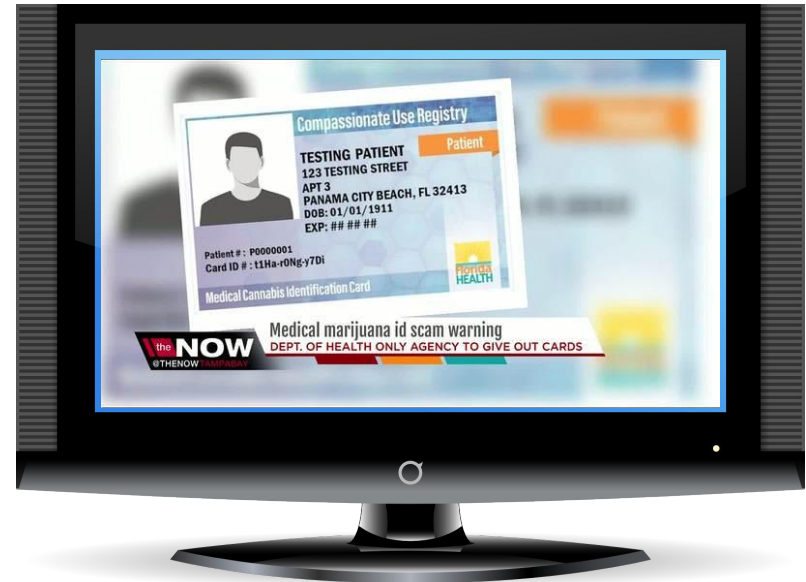 Compassionate Use Registry
Patient
TESTING PATIENT
123 TESTING STREET
APT 3
PANAMA CITY BEACH, FL 32413
DOB: 01/01/1911
EXP: ## ## ##
Patient # : P0000001
Card ID # : t1Ha-r0Ng-y7Di
Medical Cannabis Identification Card
Florida
HEALTH
Medical marijuana id scam warning
the NOW
DEPT. OF HEALTH ONLY AGENCY TO GIVE OUT CARDS
@THENOWTAMPABAY